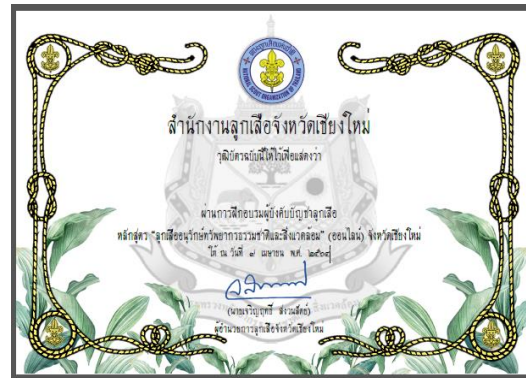 NATIONAL SCOUT ORGANIZATION OF THAILAND
สำนักงานลูกเสือจังหวัดเชียงใหม่
วุฒิบัตรฉบับนี้ให้ไว้เพื่อแสดงว่า
ผ่านการฝึกอบรมผู้บังคับบัญชาลูกเสือ
หลักสูตร "ลูกเสืออนุรักษ์ทรัพยากรธรรมชาติและสิ่งแวดล้อม" (ออนไลน์) จังหวัดเชียงใหม่
ให้ ณ วันที่ ๗ เมษายน พ.ศ. ๒๕๖๔
ผู้อำนวยการลูกเสือจังหวัดเชียงใหม่